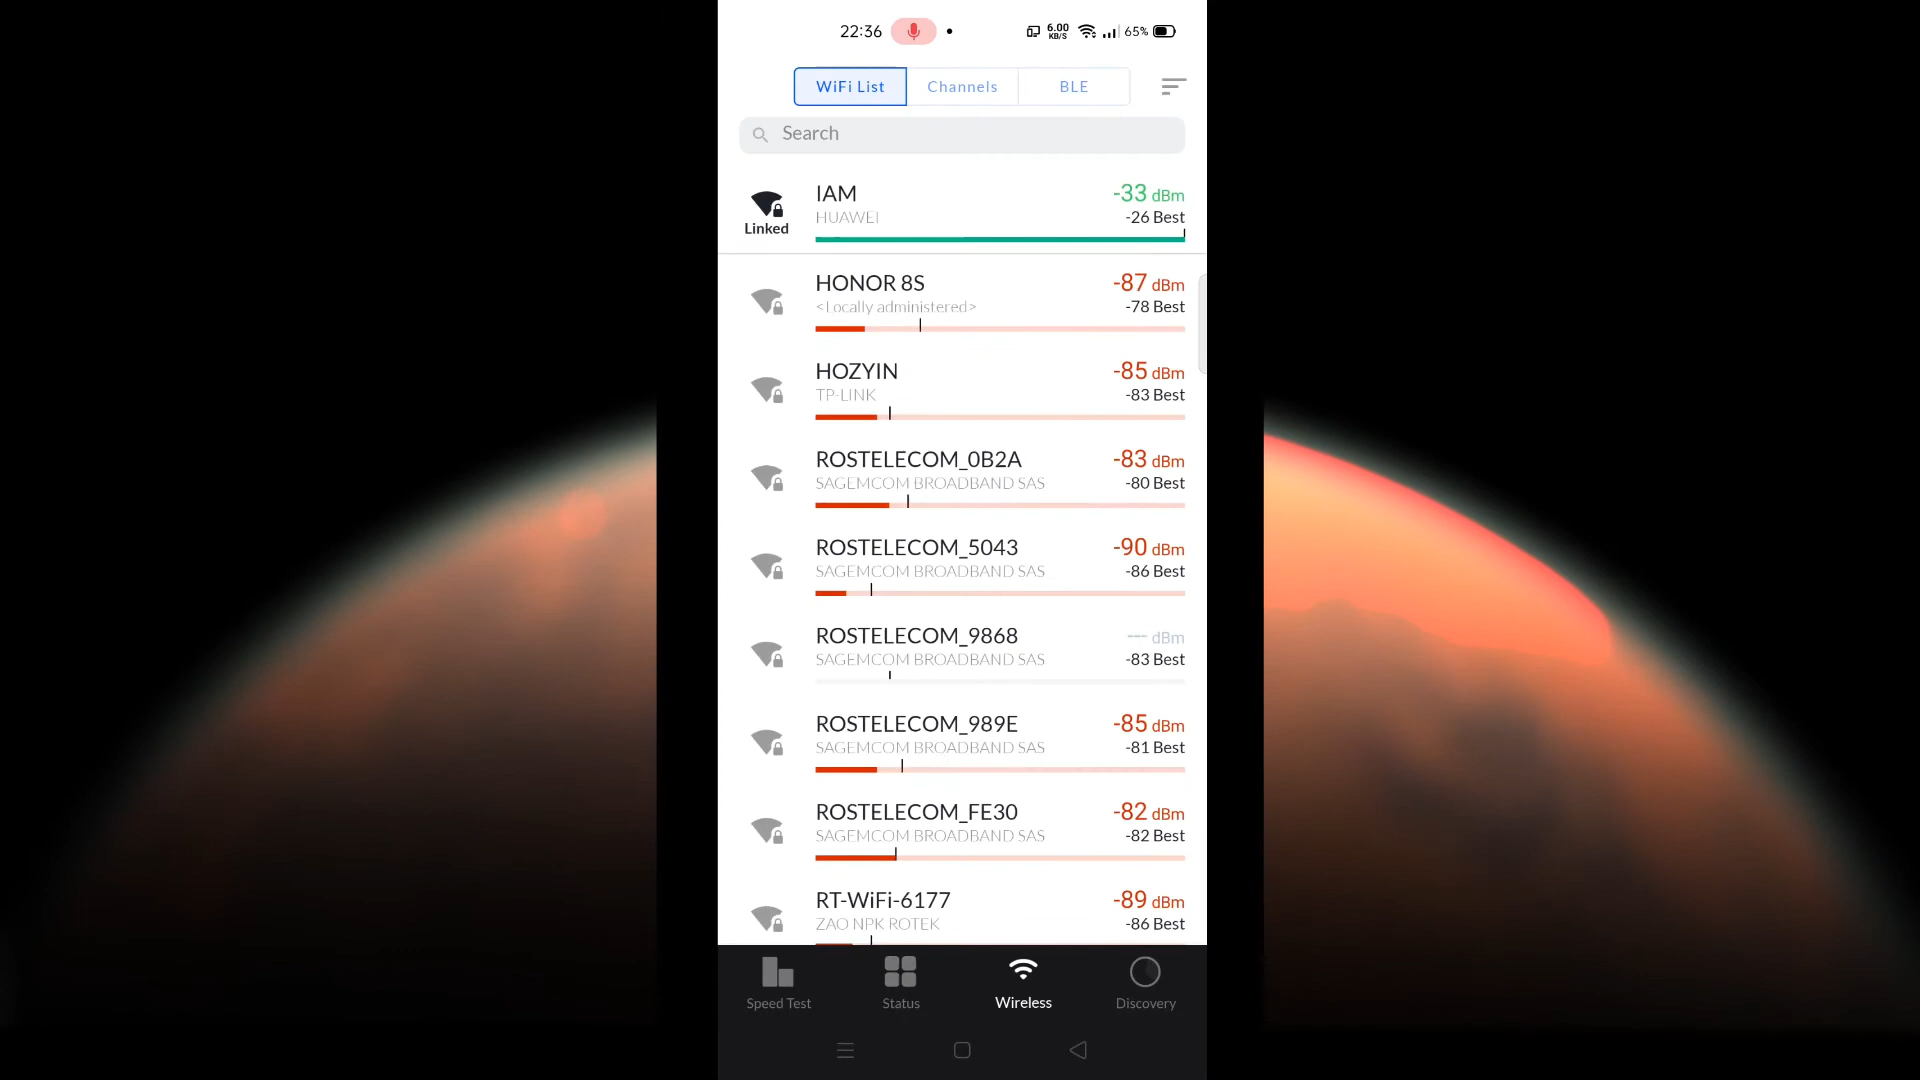 22:36
6.00
KB/S
65%
WiFi List
Channels
BLE
Search
IAM
-33 dBm
HUAWEI
-26 Best
Linked
HONOR 8S
-87 dBm
<Locally administered>
-78 Best
HOZYIN
-85 dBm
TP-LINK
-83 Best
ROSTELECOM_0B2A
-83 dBm
SAGEMCOM BROADBAND SAS
-80 Best
ROSTELECOM_5043
-90 dBm
SAGEMCOM BROADBAND SAS
-86 Best
ROSTELECOM_9868
--- dBm
SAGEMCOM BROADBAND SAS
-83 Best
ROSTELECOM_989E
-85 dBm
SAGEMCOM BROADBAND SAS
-81 Best
ROSTELECOM_FE30
-82 dBm
SAGEMCOM BROADBAND SAS
-82 Best
RT-WiFi-6177
-89 dBm
ZAO NPK ROTEK
-86 Best
Speed Test
Status
Wireless
Discovery